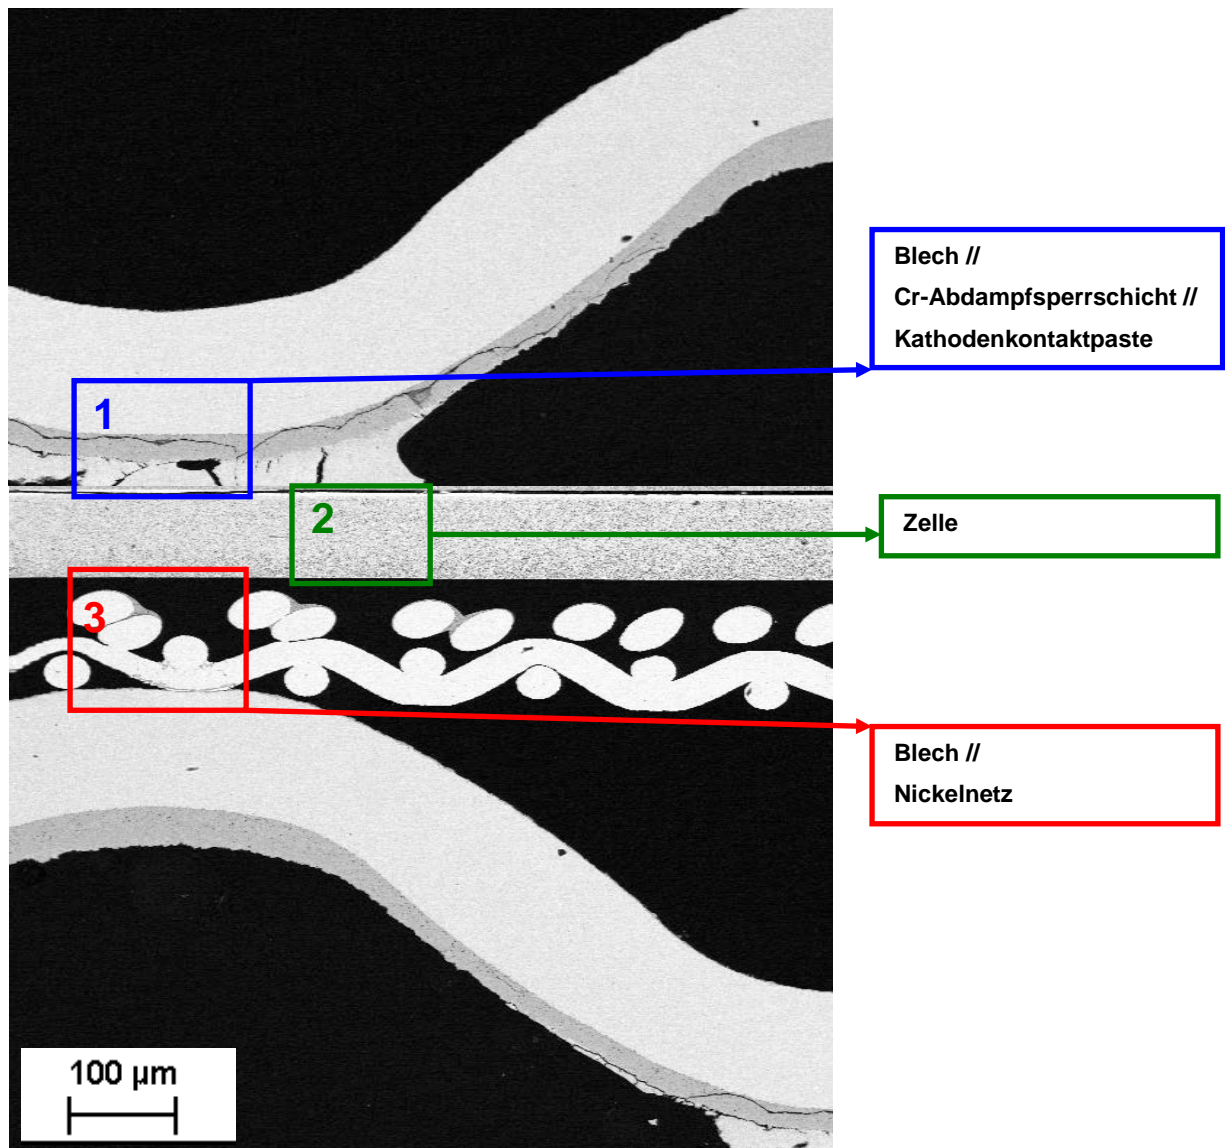 Blech //
Cr-Abdampfsperrschicht //
Kathodenkontaktpaste
1
2
Zelle
3
Blech //
Nickelnetz
100 µm